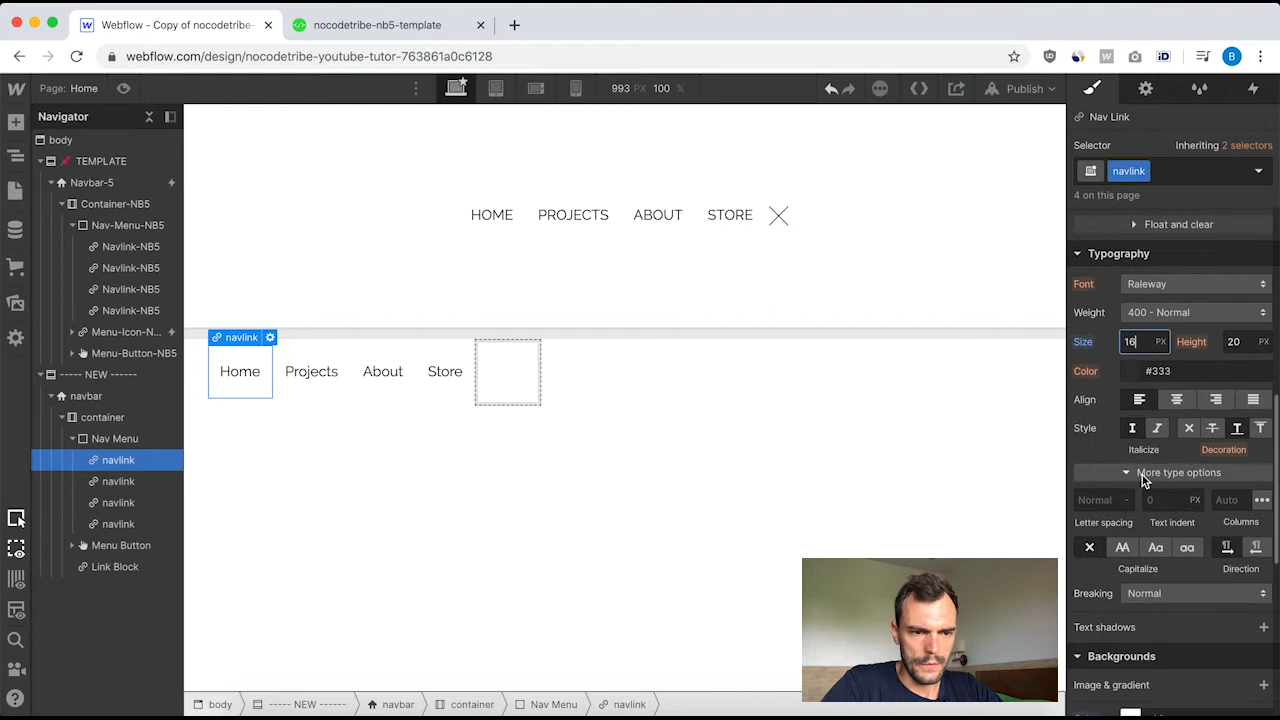 Webflow - Copy of nocodetribe-
nocodetribe-nb5-template
webflow.com/design/nocodetribe-youtube-tutor-763861a0c6128
iD
B
Page: Home
993 PX 100 %
Publish
Navigator
body
TEMPLATE
Navbar-5
Container-NB5
Nav-Menu-NB5
Navlink-NB5
Navlink-NB5
Navlink-NB5
Navlink-NB5
Menu-Icon-N...
Menu-Button-NB5
----- NEW ------
navbar
container
Nav Menu
navlink
navlink
navlink
navlink
Menu Button
Link Block
HOME PROJECTS ABOUT STORE
navlink
Home Projects About Store
body ----- NEW ------ navbar container Nav Menu navlink
Nav Link
Selector Inheriting 2 selectors
navlink
4 on this page
Float and clear
Typography
Font Raleway
Weight 400 - Normal
Size 16 PX Height 20 PX
Color #333
Align
Style
Italicize Decoration
More type options
Normal - 0 PX Auto
Letter spacing Text indent Columns
AA Aa aa
Capitalize Direction
Breaking Normal
Text shadows
Backgrounds
Image & gradient